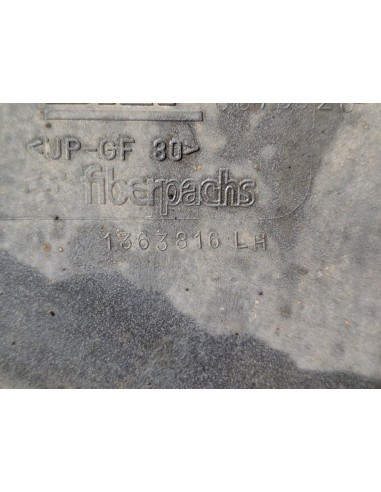 <UP-GF 30>
fiberpachs
1363816 LH